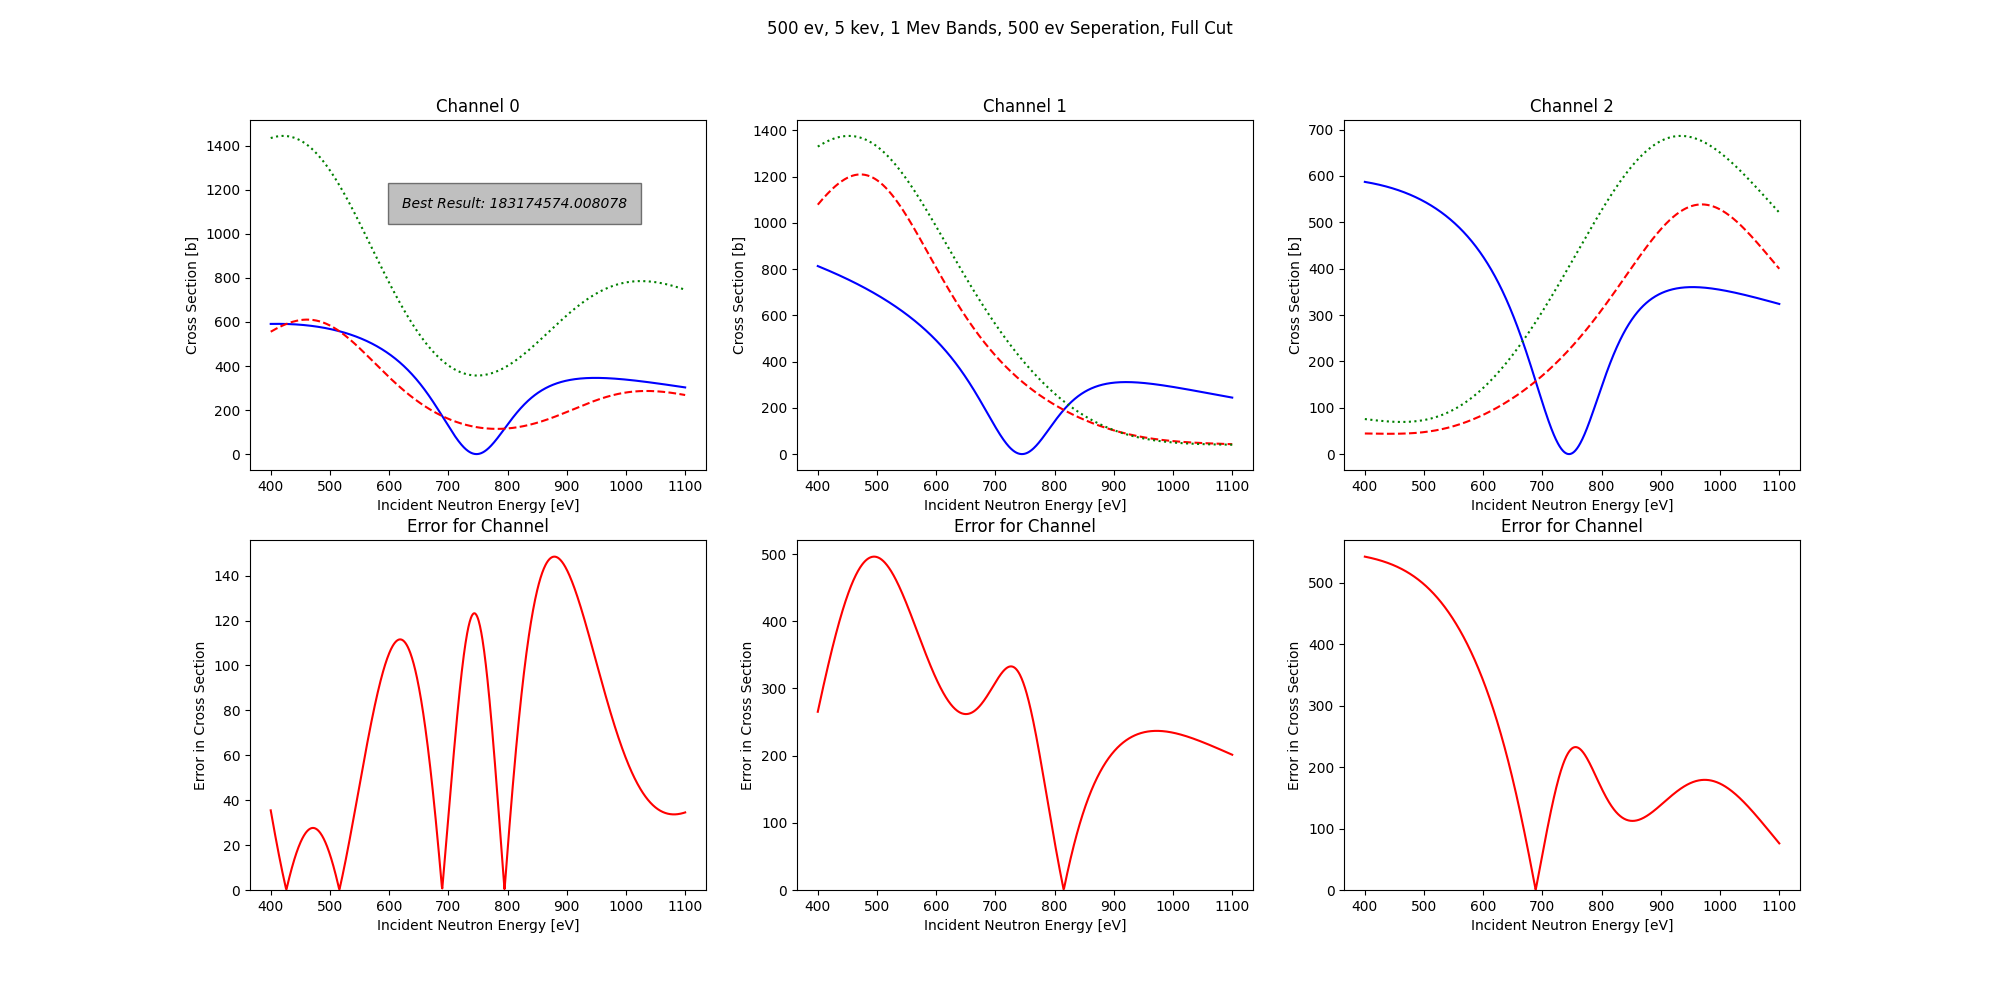 500 ev, 5 kev, 1 Mev Bands, 500 ev Seperation, Full Cut
Channel 0
Cross Section [b]
1400
1200
1000
800
600
400
200
0
Best Result: 183174574.008078
400 500 600 700 800 900 1000 1100
Incident Neutron Energy [eV]
Channel 1
Cross Section [b]
1400
1200
1000
800
600
400
200
0
400 500 600 700 800 900 1000 1100
Incident Neutron Energy [eV]
Channel 2
Cross Section [b]
700
600
500
400
300
200
100
0
400 500 600 700 800 900 1000 1100
Incident Neutron Energy [eV]
Error for Channel
Error in Cross Section
140
120
100
80
60
40
20
0
400 500 600 700 800 900 1000 1100
Incident Neutron Energy [eV]
Error for Channel
Error in Cross Section
500
400
300
200
100
0
400 500 600 700 800 900 1000 1100
Incident Neutron Energy [eV]
Error for Channel
Error in Cross Section
500
400
300
200
100
0
400 500 600 700 800 900 1000 1100
Incident Neutron Energy [eV]